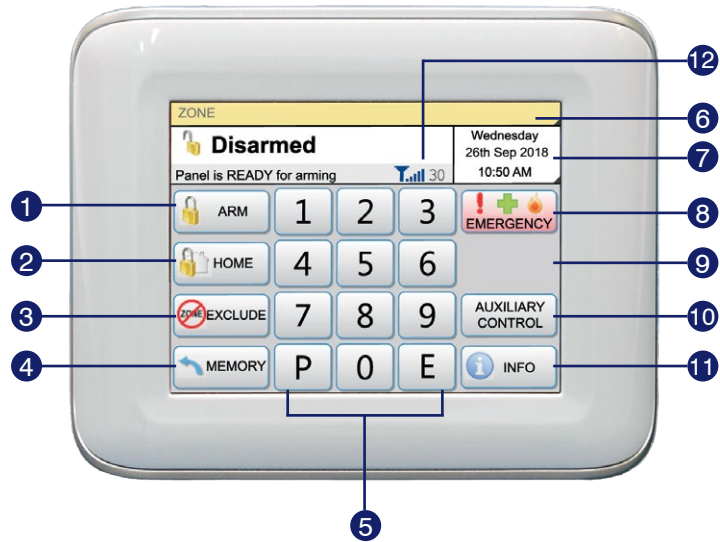 12
ZONE
6
Disarmed
Wednesday
26th Sep 2018
10:50 AM
7
Panel is READY for arming
30
1
ARM
1
2
3
EMERGENCY
8
2
HOME
4
5
6
9
3
ZONE
EXCLUDE
7
8
9
AUXILIARY
CONTROL
10
4
MEMORY
P
0
E
i
INFO
11
5